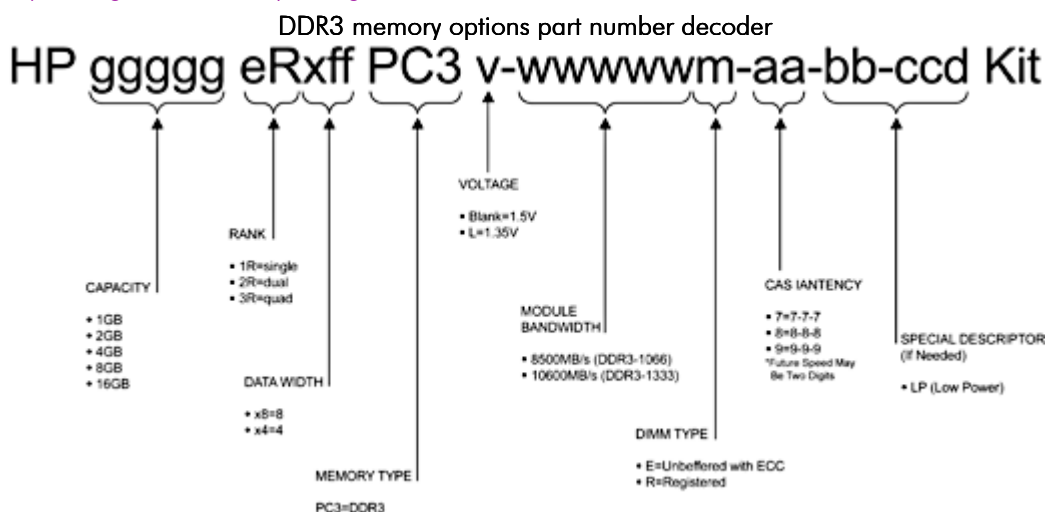 DDR3 memory options part number decoder
HP ggggg eRxff PC3 v-wwwwwm-aa-bb-ccd Kit
VOLTAGE
▪ Blank=1.5V
▪ L=1.35V
RANK
▪ 1R=single
▪ 2R=dual
▪ 3R=quad
CAPACITY
• 1GB
• 2GB
• 4GB
• 8GB
• 16GB
CAS IANTENCY
▪ 7=7-7-7
▪ 8=8-8-8
▪ 9=9-9-9
*Future Speed May
Be Two Digits
MODULE
BANDWIDTH
▪ 8500MB/s (DDR3-1066)
▪ 10600MB/s (DDR3-1333)
SPECIAL DESCRIPTOR
(If Needed)
• LP (Low Power)
DATA WIDTH
• x8=8
• x4=4
DIMM TYPE
▪ E=Unbeffered with ECC
▪ R=Registered
MEMORY TYPE
PC3=DDR3